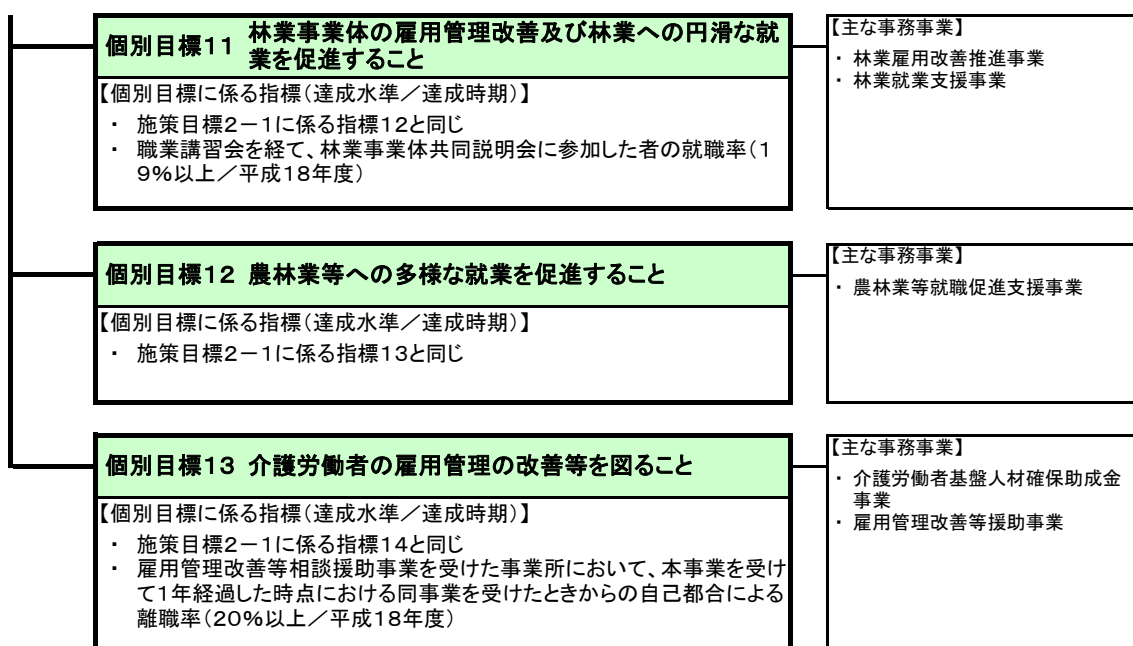 個別目標11 林業事業体の雇用管理改善及び林業への円滑な就
業を促進すること
【個別目標に係る指標(達成水準/達成時期)】
・ 施策目標2-1に係る指標12と同じ
・ 職業講習会を経て、林業事業体共同説明会に参加した者の就職率(1
9%以上/平成18年度)
【主な事務事業】
・ 林業雇用改善推進事業
・ 林業就業支援事業
個別目標12 農林業等への多様な就業を促進すること
【個別目標に係る指標(達成水準/達成時期)】
・ 施策目標2-1に係る指標13と同じ
【主な事務事業】
・ 農林業等就職促進支援事業
個別目標13 介護労働者の雇用管理の改善等を図ること
【個別目標に係る指標(達成水準/達成時期)】
・ 施策目標2-1に係る指標14と同じ
・ 雇用管理改善等相談援助事業を受けた事業所において、本事業を受け
て1年経過した時点における同事業を受けたときからの自己都合による
離職率(20%以上/平成18年度)
【主な事務事業】
・ 介護労働者基盤人材確保助成金
事業
・ 雇用管理改善等援助事業